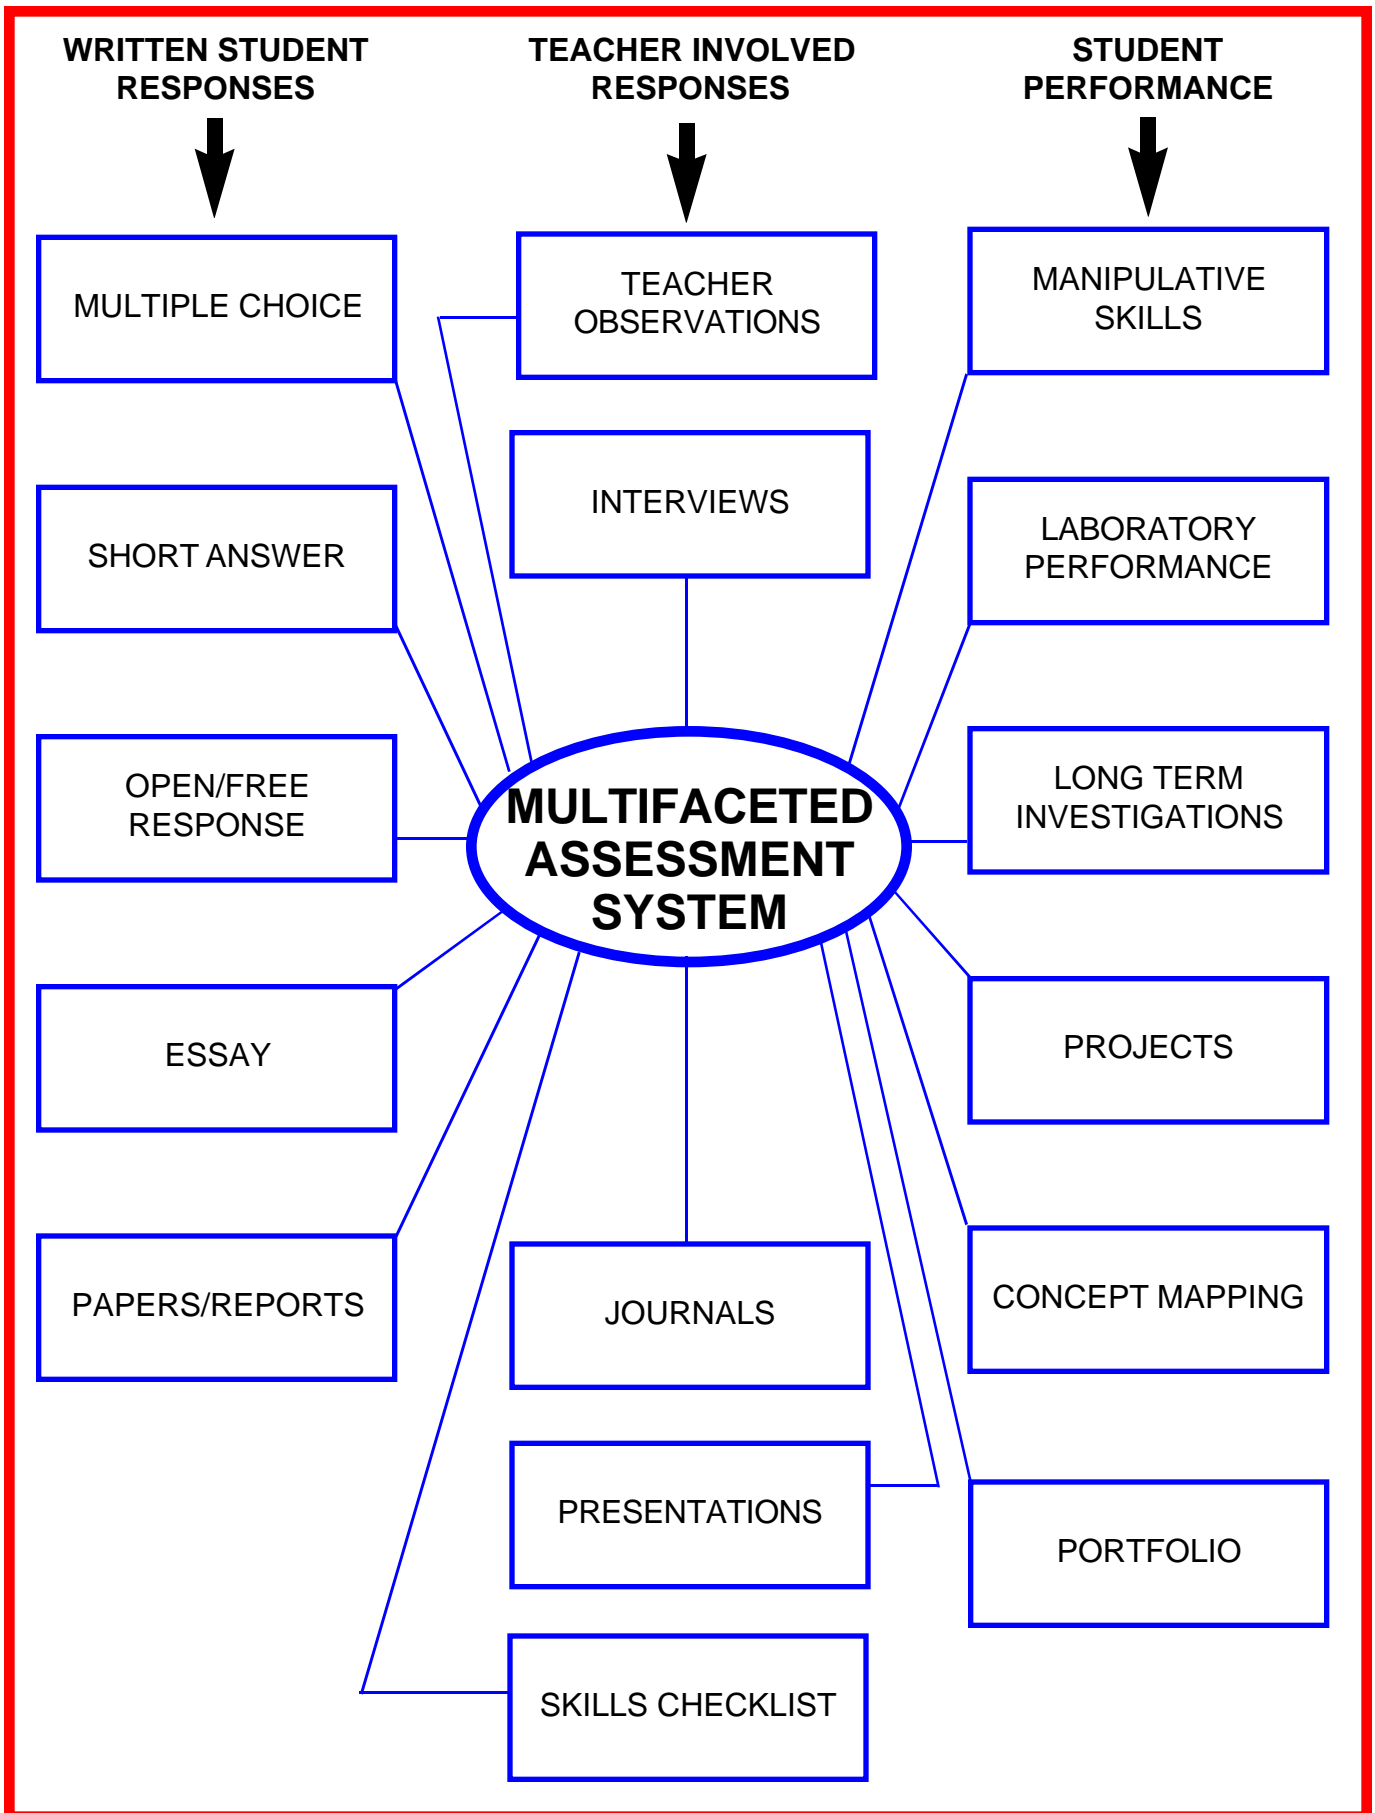 WRITTEN STUDENT
RESPONSES
TEACHER INVOLVED
RESPONSES
STUDENT
PERFORMANCE
MULTIPLE CHOICE
SHORT ANSWER
OPEN/FREE
RESPONSE
ESSAY
PAPERS/REPORTS
TEACHER
OBSERVATIONS
INTERVIEWS
MULTIFACETED
ASSESSMENT
SYSTEM
JOURNALS
PRESENTATIONS
SKILLS CHECKLIST
MANIPULATIVE
SKILLS
LABORATORY
PERFORMANCE
LONG TERM
INVESTIGATIONS
PROJECTS
CONCEPT MAPPING
PORTFOLIO